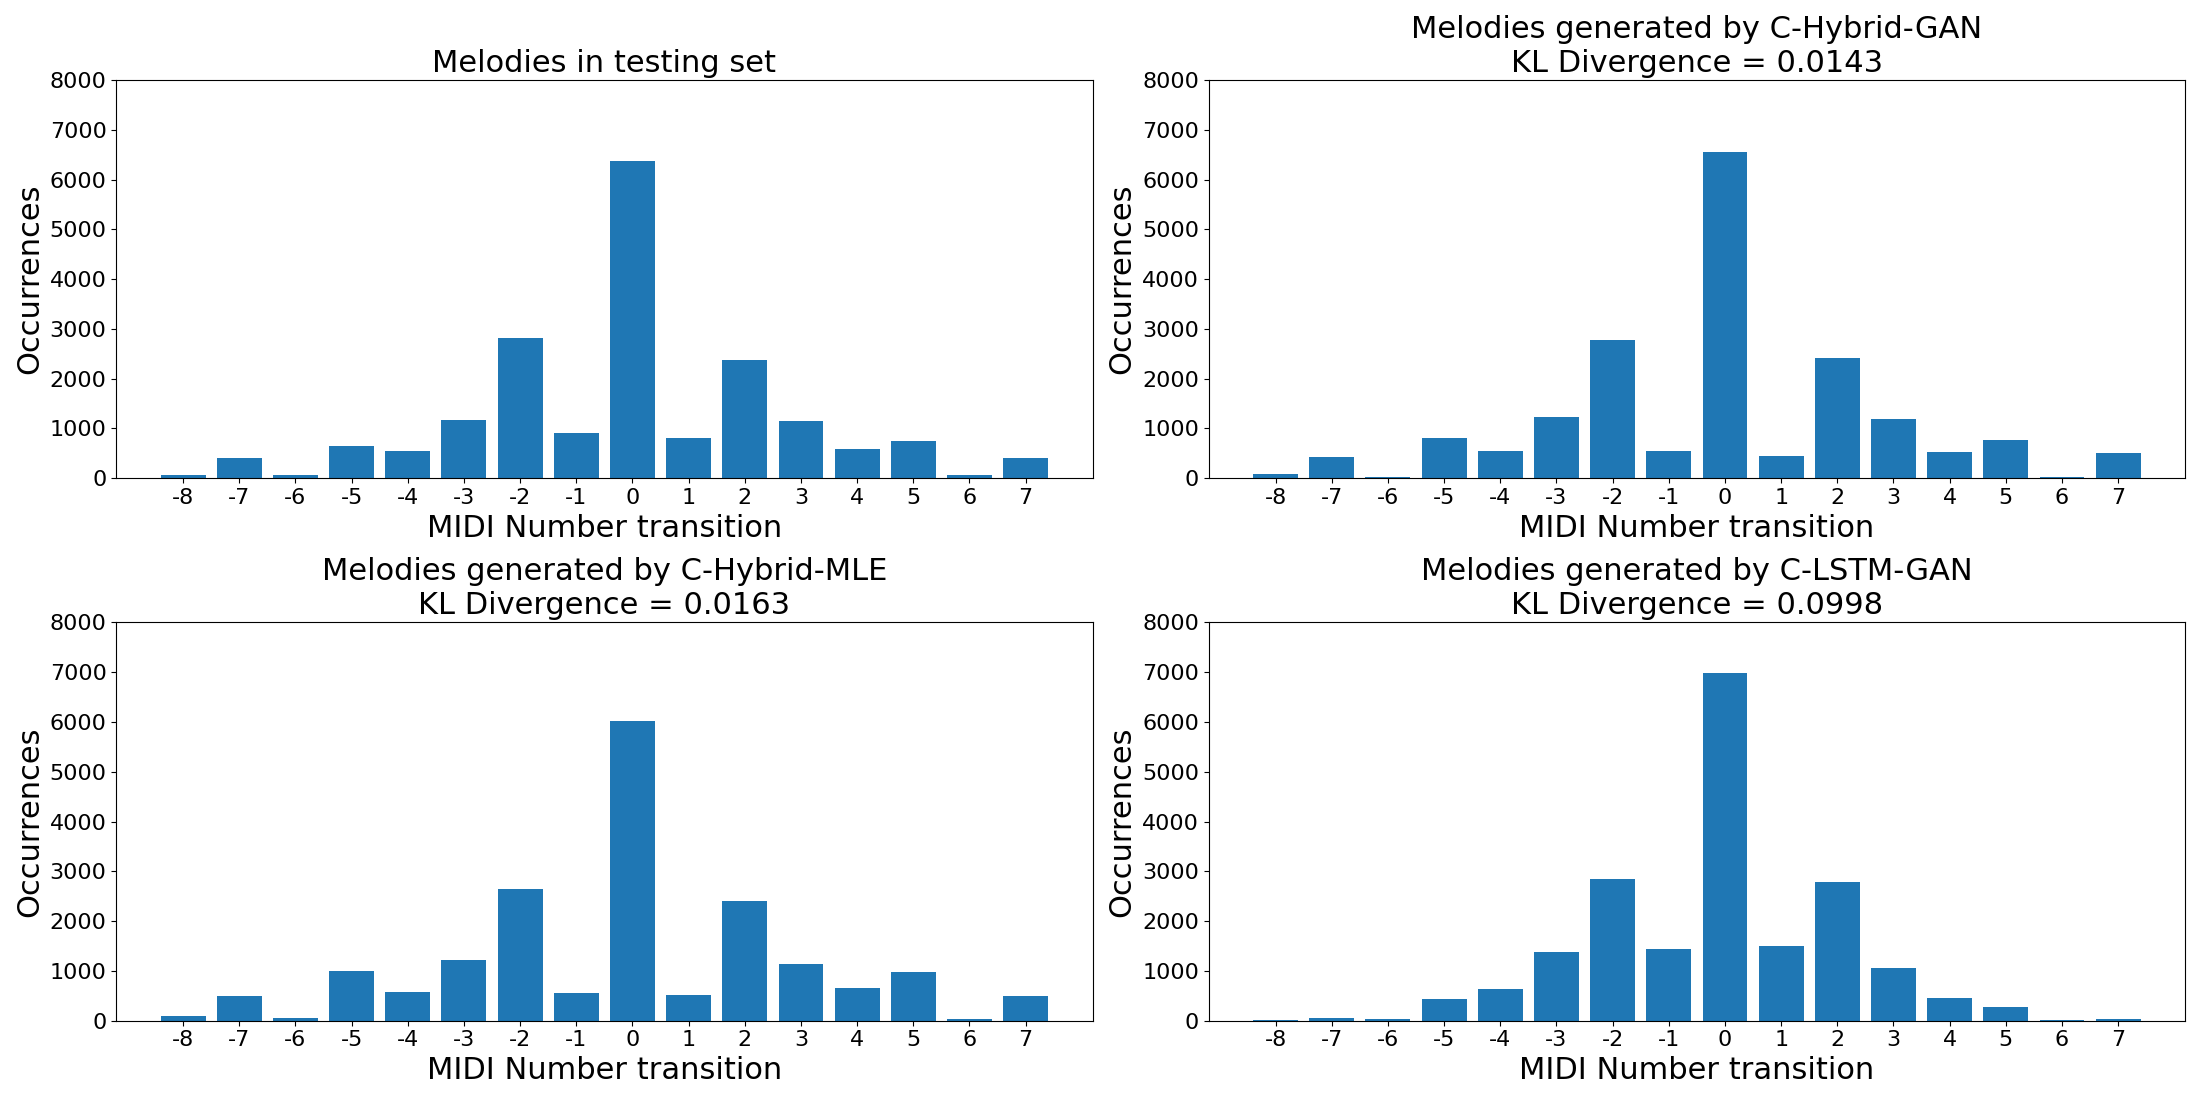 Melodies in testing set
8000
7000
6000
5000
4000
3000
2000
1000
0
Occurrences
-8 -7 -6 -5 -4 -3 -2 -1 0 1 2 3 4 5 6 7
MIDI Number transition
Melodies generated by C-Hybrid-GAN
KL Divergence = 0.0143
8000
7000
6000
5000
4000
3000
2000
1000
0
Occurrences
-8 -7 -6 -5 -4 -3 -2 -1 0 1 2 3 4 5 6 7
MIDI Number transition
Melodies generated by C-Hybrid-MLE
KL Divergence = 0.0163
8000
7000
6000
5000
4000
3000
2000
1000
0
Occurrences
-8 -7 -6 -5 -4 -3 -2 -1 0 1 2 3 4 5 6 7
MIDI Number transition
Melodies generated by C-LSTM-GAN
KL Divergence = 0.0998
8000
7000
6000
5000
4000
3000
2000
1000
0
Occurrences
-8 -7 -6 -5 -4 -3 -2 -1 0 1 2 3 4 5 6 7
MIDI Number transition